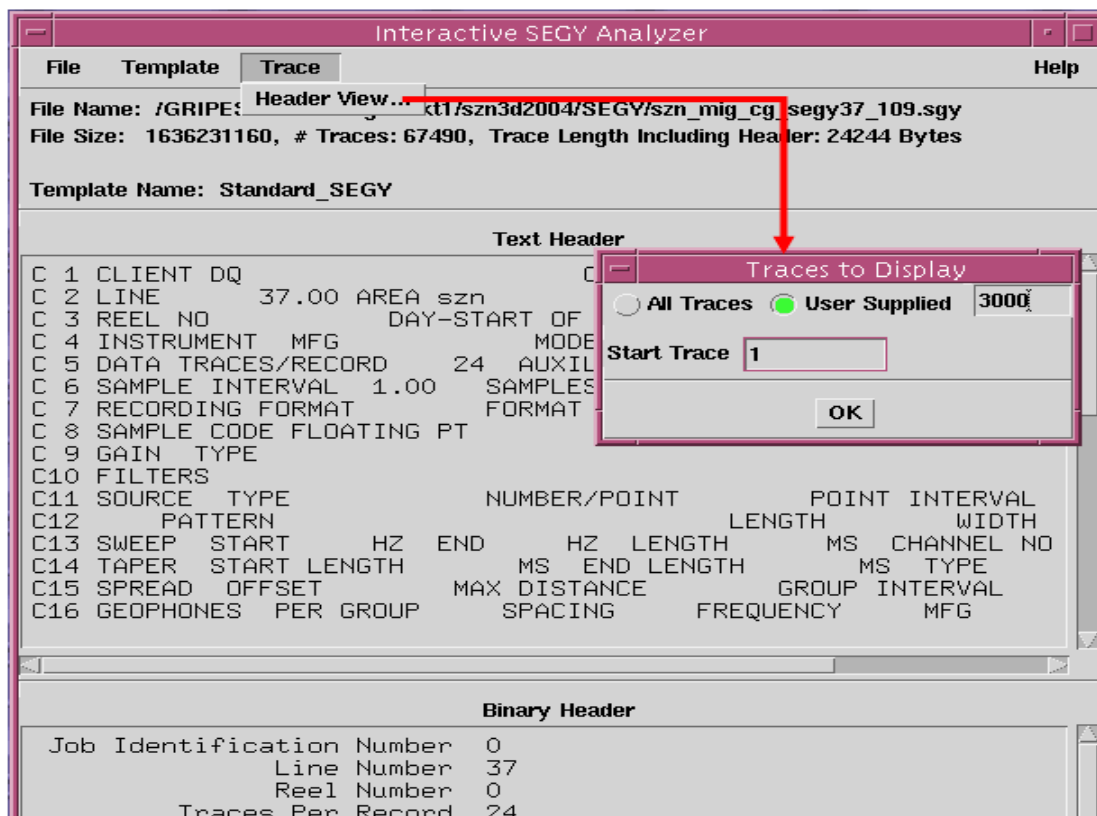 Interactive SEGY Analyzer
File Template Trace Help
Header View...
File Name: /GRIPES kt1/szn3d2004/SEGY/szn_mig_cg_segy37_109.sgy
File Size: 1636231160, # Traces: 67490, Trace Length Including Header: 24244 Bytes
Template Name: Standard_SEGY
Text Header
C 1 CLIENT DQ C
C 2 LINE 37.00 AREA szn
C 3 REEL NO DAY-START OF
C 4 INSTRUMENT MFG MODE
C 5 DATA TRACES/RECORD 24 AUXIL
C 6 SAMPLE INTERVAL 1.00 SAMPLES
C 7 RECORDING FORMAT FORMAT
C 8 SAMPLE CODE FLOATING PT
C 9 GAIN TYPE
C10 FILTERS
C11 SOURCE TYPE NUMBER/POINT POINT INTERVAL
C12 PATTERN LENGTH WIDTH
C13 SWEEP START HZ END HZ LENGTH MS CHANNEL NO
C14 TAPER START LENGTH MS END LENGTH MS TYPE
C15 SPREAD OFFSET MAX DISTANCE GROUP INTERVAL
C16 GEOPHONES PER GROUP SPACING FREQUENCY MFG
Traces to Display
All Traces User Supplied 3000
Start Trace 1
OK
Binary Header
Job Identification Number 0
Line Number 37
Reel Number 0
Traces Per Record 24